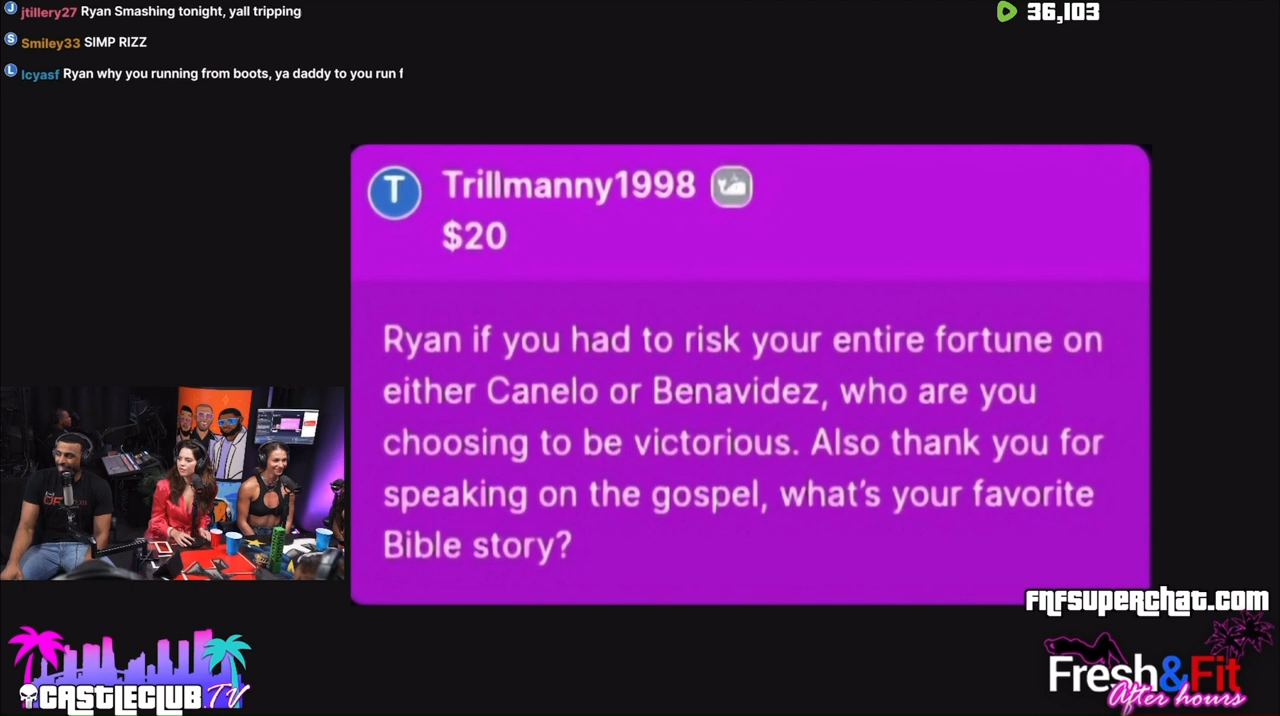 J jtillery27 Ryan Smashing tonight, yall tripping
36,103
S Smiley33 SIMP RIZZ
L Icyasf Ryan why you running from boots, ya daddy to you run f
T Trillmanny1998
$20
Ryan if you had to risk your entire fortune on
either Canelo or Benavidez, who are you
choosing to be victorious. Also thank you for
speaking on the gospel, what's your favorite
Bible story?
FNFSUPERCHAT.COM
CASTLECLUB TV
Fresh&Fit
After hours